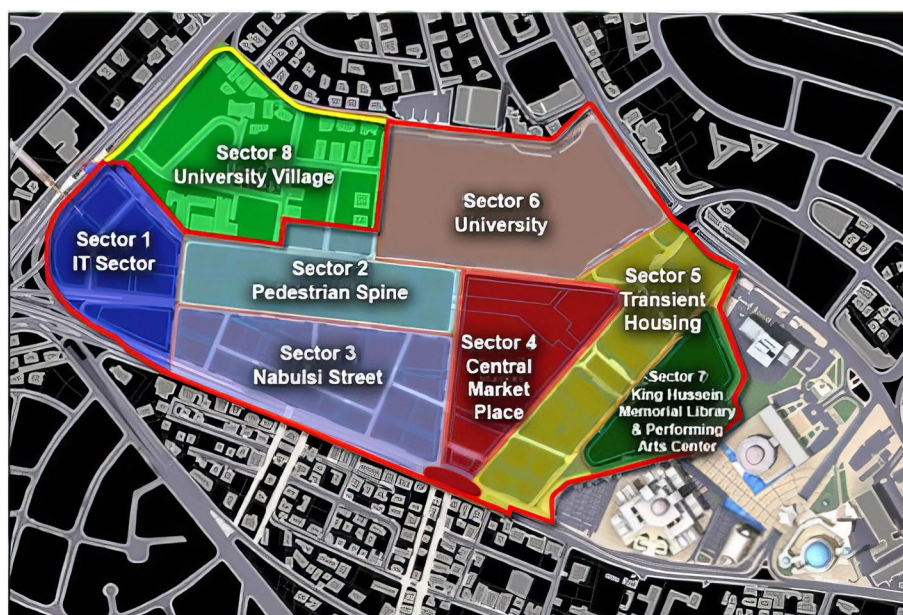 Sector 8
University Village
Sector 6
University
Sector 1
IT Sector
Sector 2
Pedestrian Spine
Sector 5
Transient
Housing
Sector 3
Nabulsi Street
Sector 4
Central
Market
Place
Sector 7
King Hussein
Memorial Library
& Performing
Arts Center